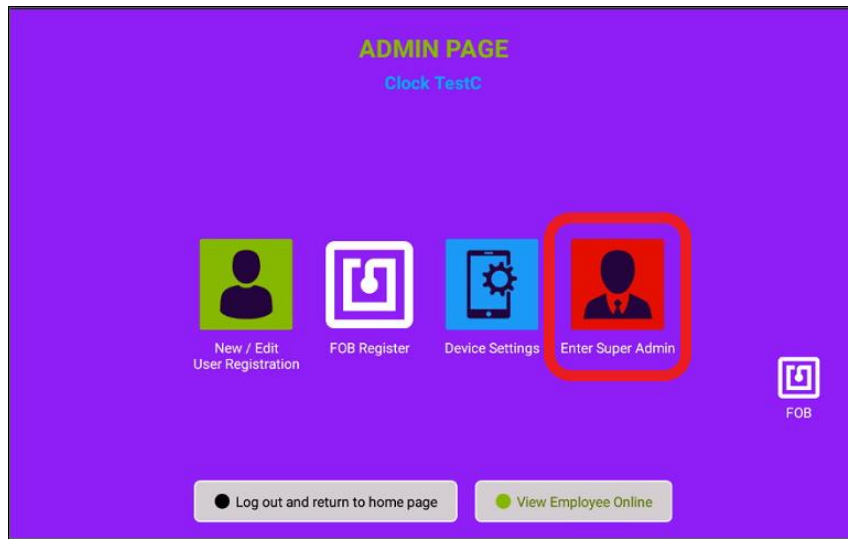 ADMIN PAGE
Clock TestC
New / Edit
User Registration
FOB Register
Device Settings
Enter Super Admin
FOB
Log out and return to home page
View Employee Online